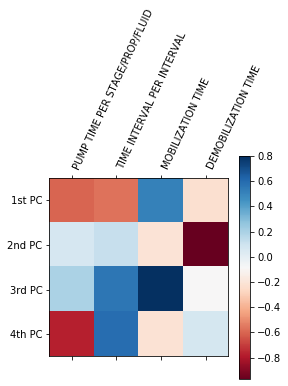 PUMP TIME PER STAGE/PROP/FLUID
TIME INTERVAL PER INTERVAL
MOBILIZATION TIME
DEMOBILIZATION TIME
1st PC
2nd PC
3rd PC
4th PC
0.8
0.6
0.4
0.2
0.0
−0.2
−0.4
−0.6
−0.8